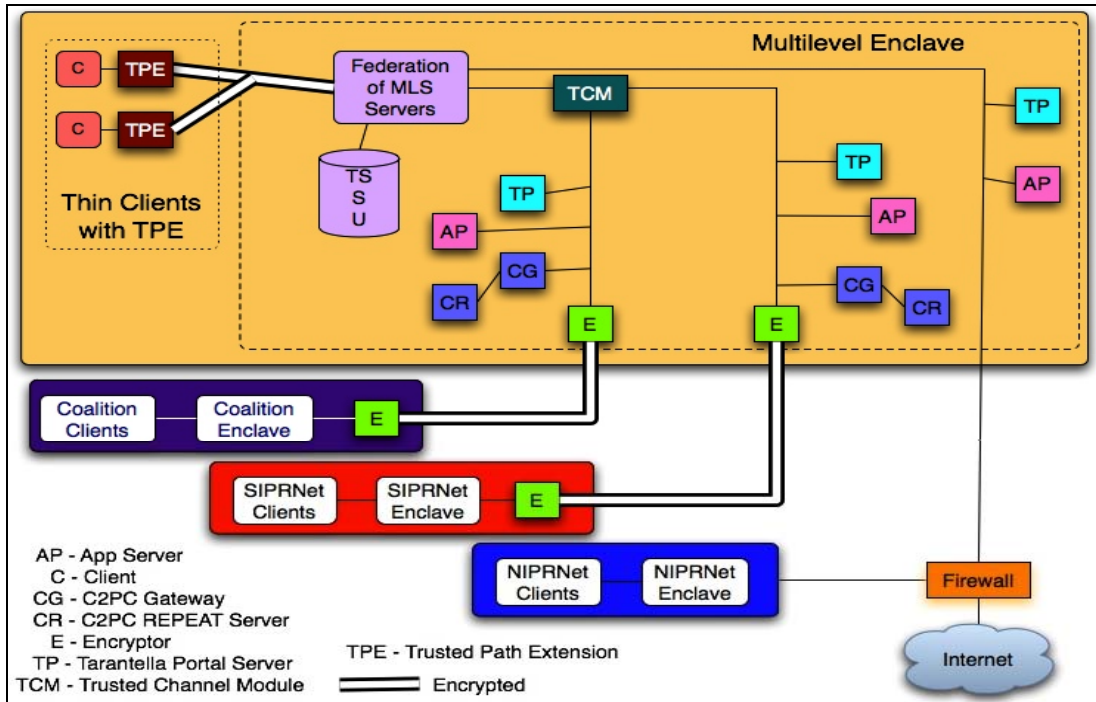 Multilevel Enclave
C
TPE
C
TPE
Thin Clients
with TPE
Federation
of MLS
Servers
TS
S
U
TCM
TP
AP
CG
CR
E
TP
AP
CG
CR
E
TP
AP
Coalition
Clients
Coalition
Enclave
E
SIPRNet
Clients
SIPRNet
Enclave
E
NIPRNet
Clients
NIPRNet
Enclave
Firewall
Internet
AP - App Server
C - Client
CG - C2PC Gateway
CR - C2PC REPEAT Server
E - Encryptor
TP - Tarantella Portal Server
TCM - Trusted Channel Module
TPE - Trusted Path Extension
Encrypted